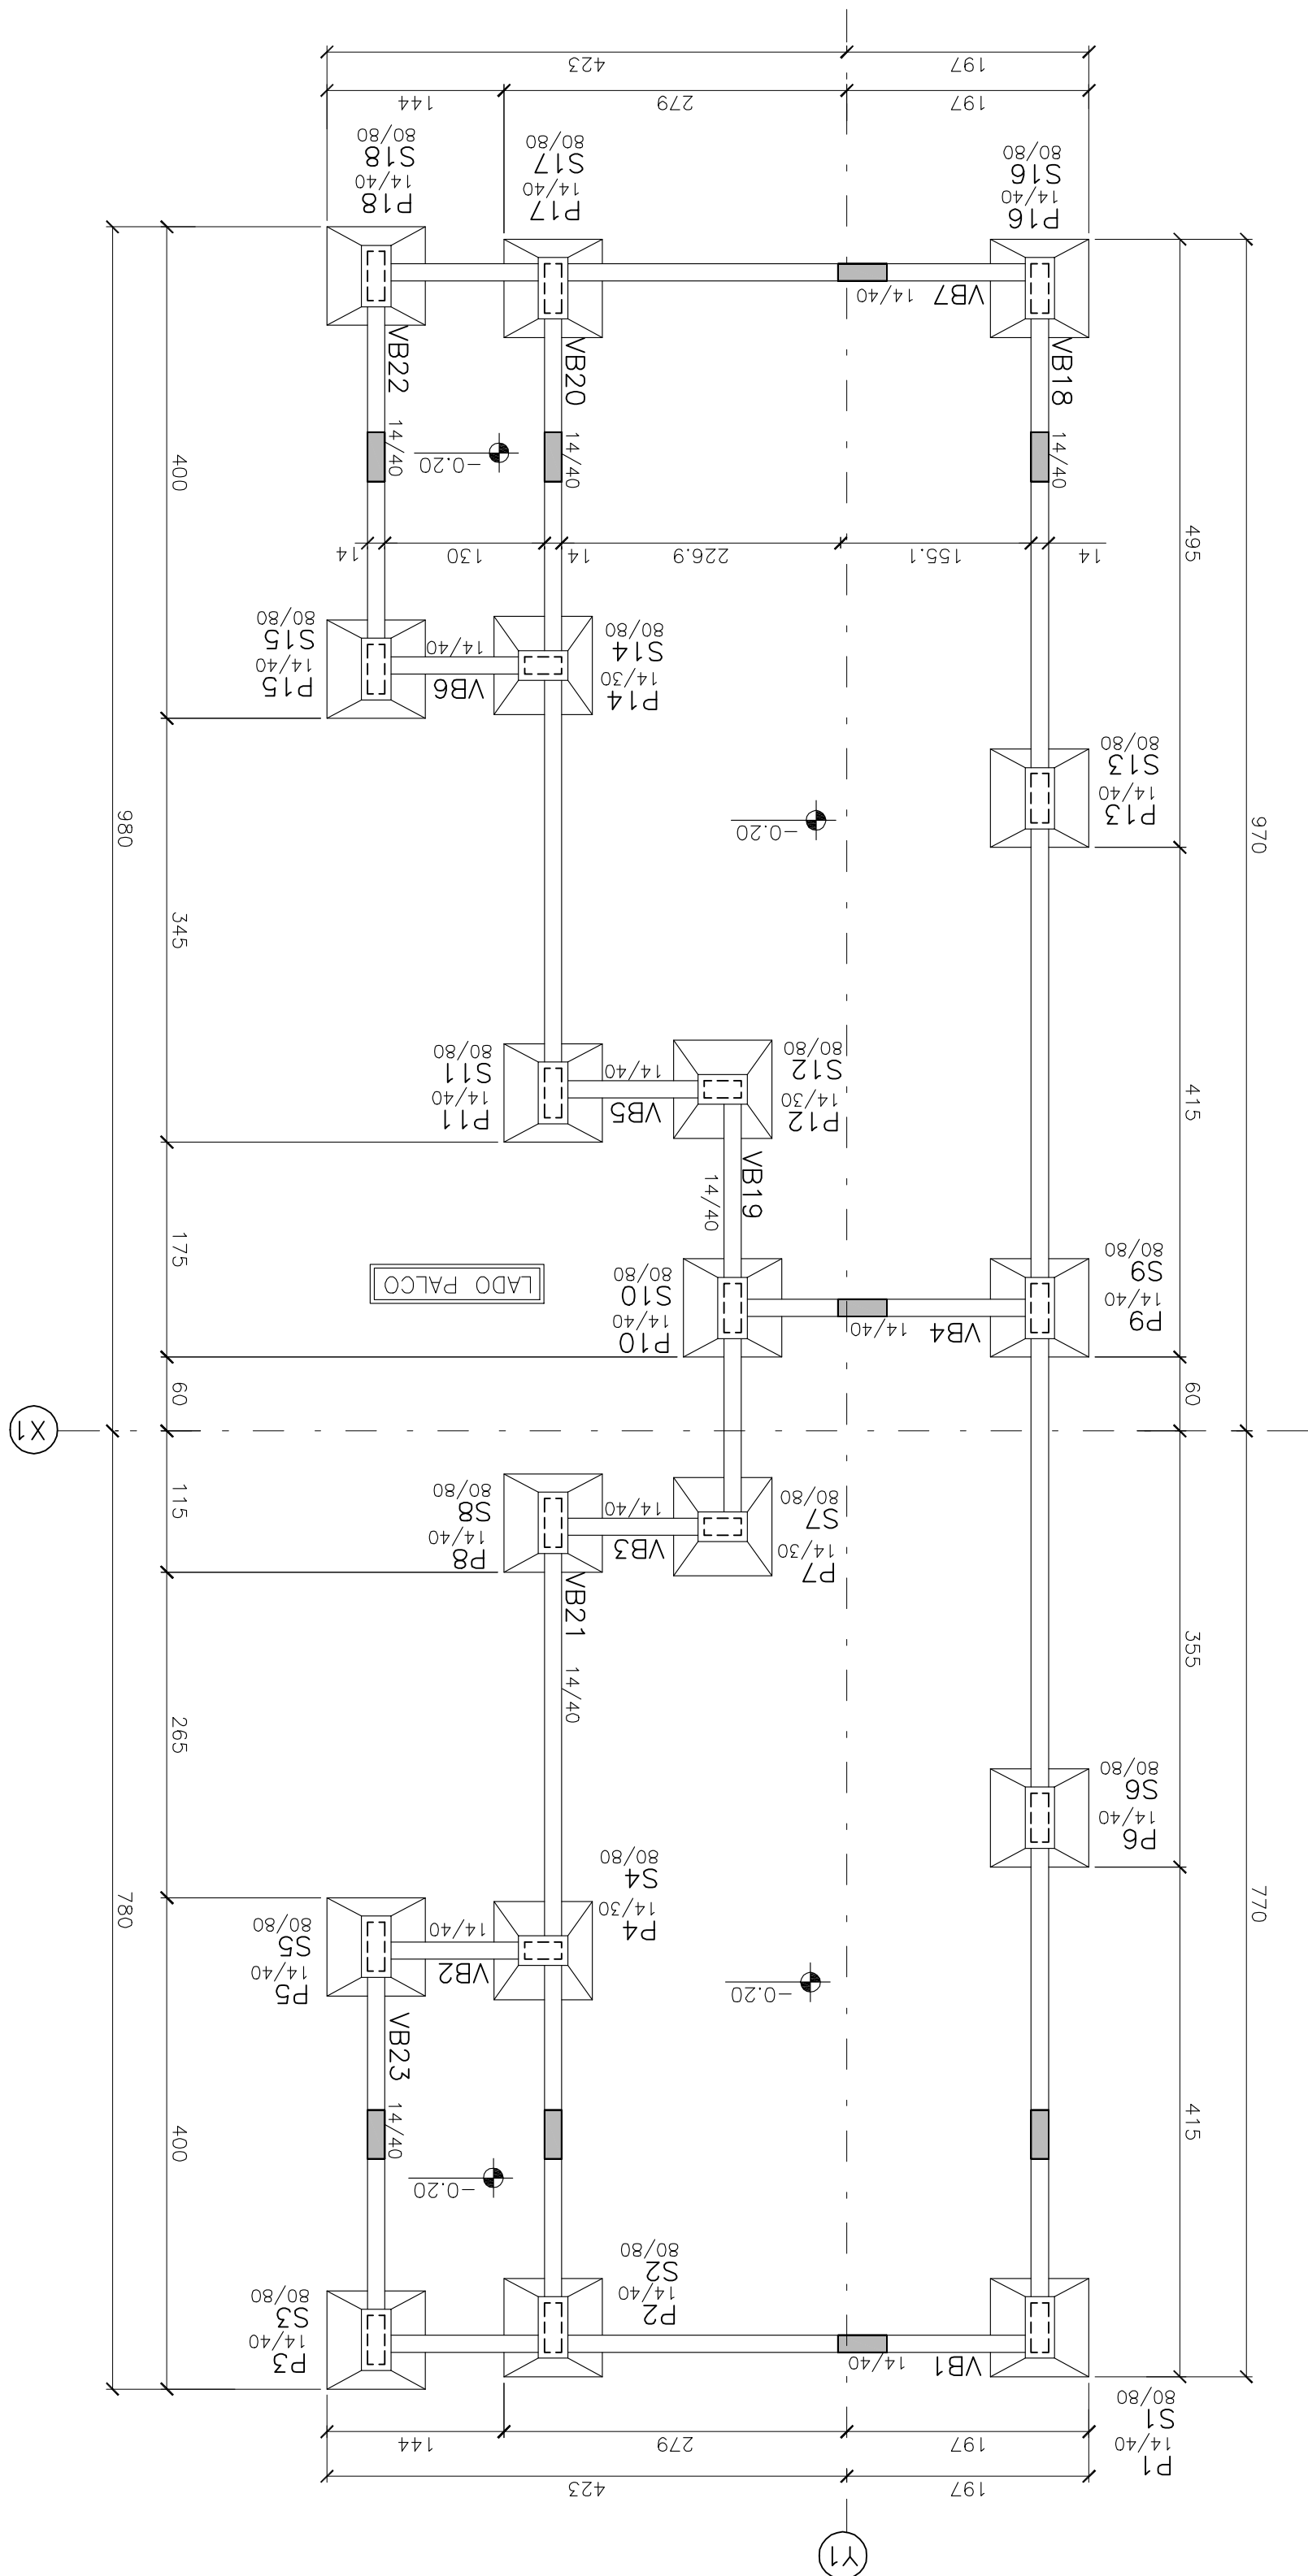 Y1
197
423
197
279
144
P1
14/40
S1
80/80
VB1
14/40
P2
14/40
S2
80/80
P3
14/40
S3
80/80
-0.20
415
400
14/40
VB23
-0.20
770
780
P4
14/30
S4
80/80
VB2
14/40
P5
14/40
S5
80/80
P6
14/40
S6
80/80
355
265
14/40
VB21
P7
14/30
S7
80/80
VB3
14/40
P8
14/40
S8
80/80
115
X1
60
60
P9
14/40
S9
80/80
VB4
14/40
P10
14/40
S10
80/80
LADO PALCO
175
14/40
VB19
P12
14/30
S12
80/80
VB5
14/40
P11
14/40
S11
80/80
415
345
970
980
-0.20
P13
14/40
S13
80/80
P14
14/30
S14
80/80
VB6
14/40
P15
14/40
S15
80/80
14
155.1
226.9
14
130
14
495
400
14/40
14/40
14/40
-0.20
VB18
VB20
VB22
VB7
14/40
P16
14/40
S16
80/80
P17
14/40
S17
80/80
P18
14/40
S18
80/80
197
279
144
197
423